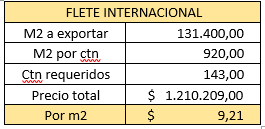 FLETE INTERNACIONAL
M2 a exportar 131.400,00
M2 por ctn 920,00
Ctn requeridos 143,00
Precio total $ 1.210.209,00
Por m2 $ 9,21